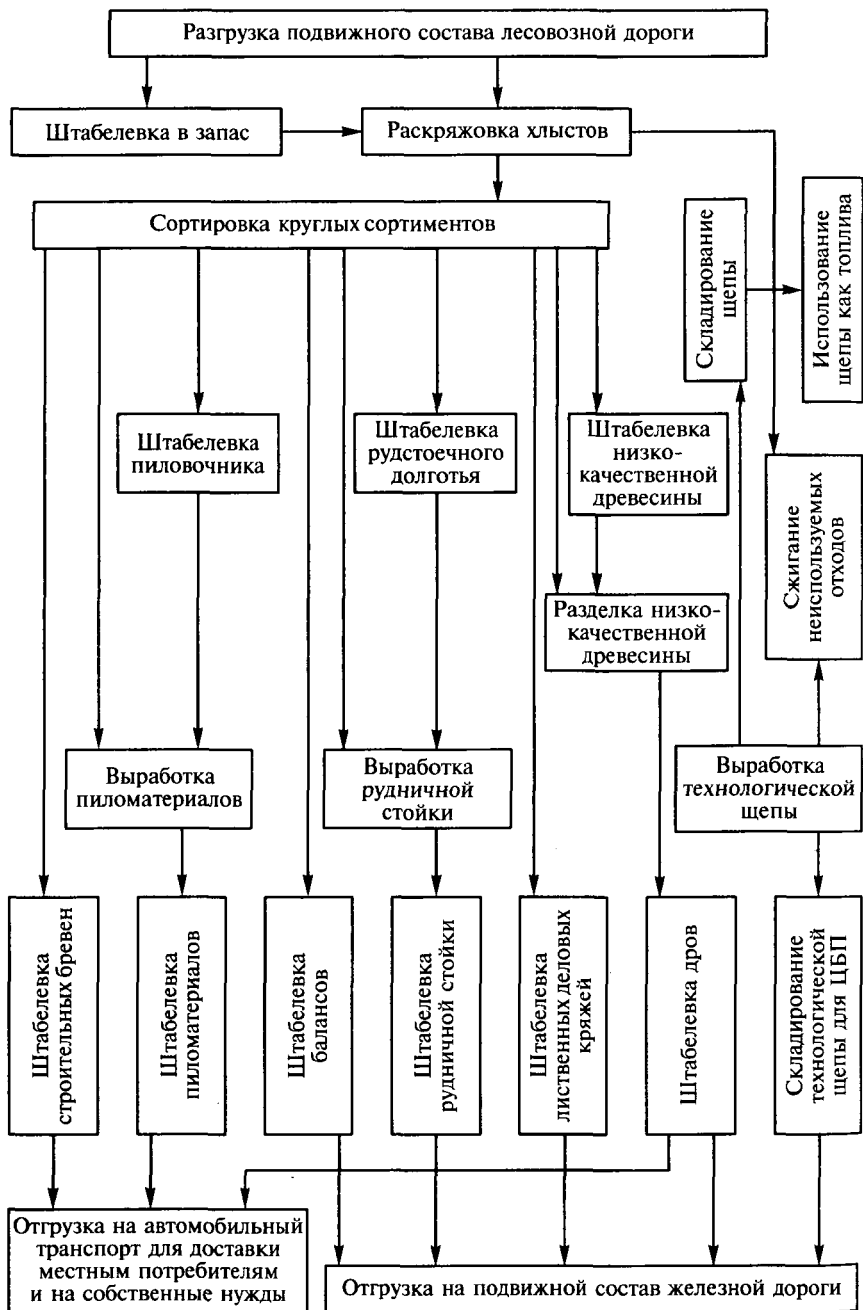 Разгрузка подвижного состава лесовозной дороги
Штабелевка в запас
Раскряжовка хлыстов
Сортировка круглых сортиментов
Складирование
щепы
Использование
щепы как топлива
Штабелевка
пиловочника
Штабелевка
рудстоечного
долготья
Штабелевка
низко-
качественной
древесины
Сжигание
неиспользуемых
отходов
Разделка низко-
качественной
древесины
Выработка
пиломатериалов
Выработка
рудничной
стойки
Выработка
технологической
щепы
Штабелевка
строительных бревен
Штабелевка
пиломатериалов
Штабелевка
балансов
Штабелевка
рудничной стойки
Штабелевка
лиственных деловых
кряжей
Штабелевка дров
Складирование
технологической
щепы для ЦБП
Отгрузка на автомобильный
транспорт для доставки
местным потребителям
и на собственные нужды
Отгрузка на подвижной состав железной дороги